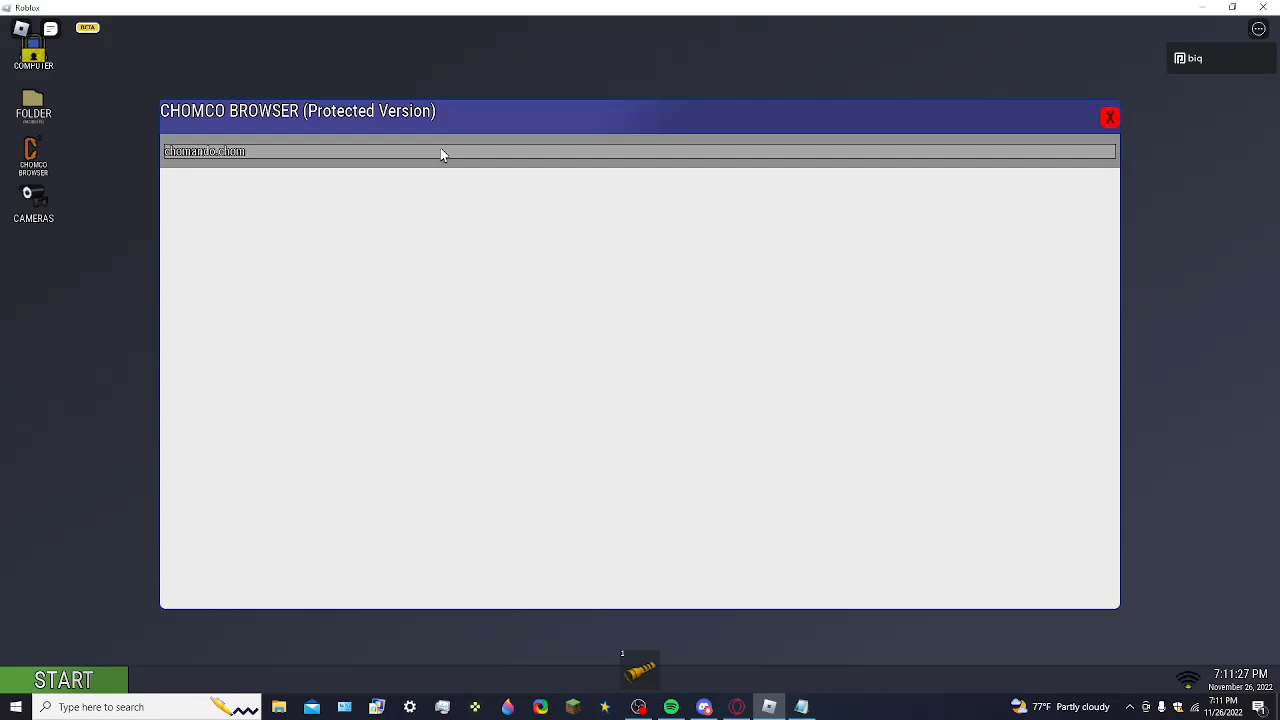 Roblox
BETA
COMPUTER
biq
FOLDER
CHOMCO BROWSER (Protected Version)
X
chomando.chom
CHOMCO
BROWSER
CAMERAS
1
START
7:11:27 PM
November 26, 2022
Type here to search
77°F Partly cloudy
7:11 PM
11/26/2022